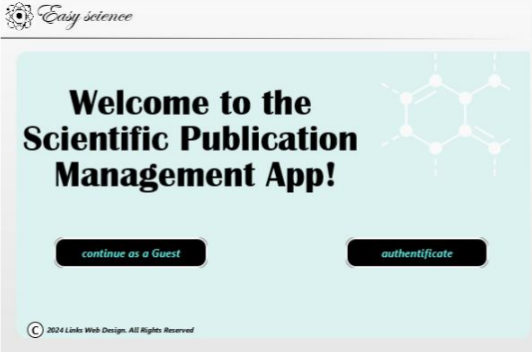 Easy science
Welcome to the
Scientific Publication
Management App!
continue as a Guest
authentificate
© 2024 Links Web Design. All Rights Reserved